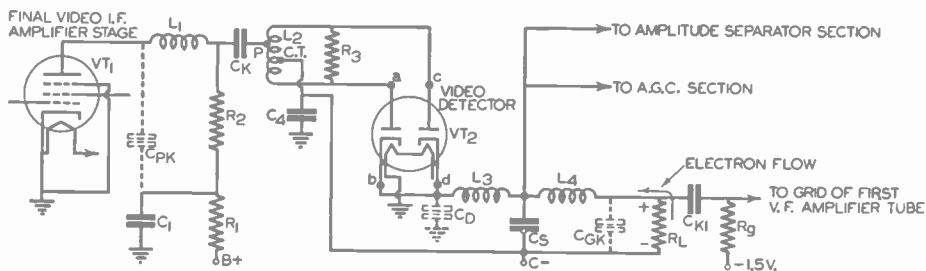 FINAL VIDEO I.F.
AMPLIFIER STAGE
VT1
L1
CK
P
L2
C.T.
R3
R2
CPK
C1
R1
B+
C4
a
c
VIDEO
DETECTOR
VT2
b
d
CD
L3
L4
CS
C-
CGK
+
-
RL
CK1
Rg
-1.5V.
TO AMPLITUDE SEPARATOR SECTION
TO A.G.C. SECTION
ELECTRON FLOW
TO GRID OF FIRST
V.F. AMPLIFIER TUBE